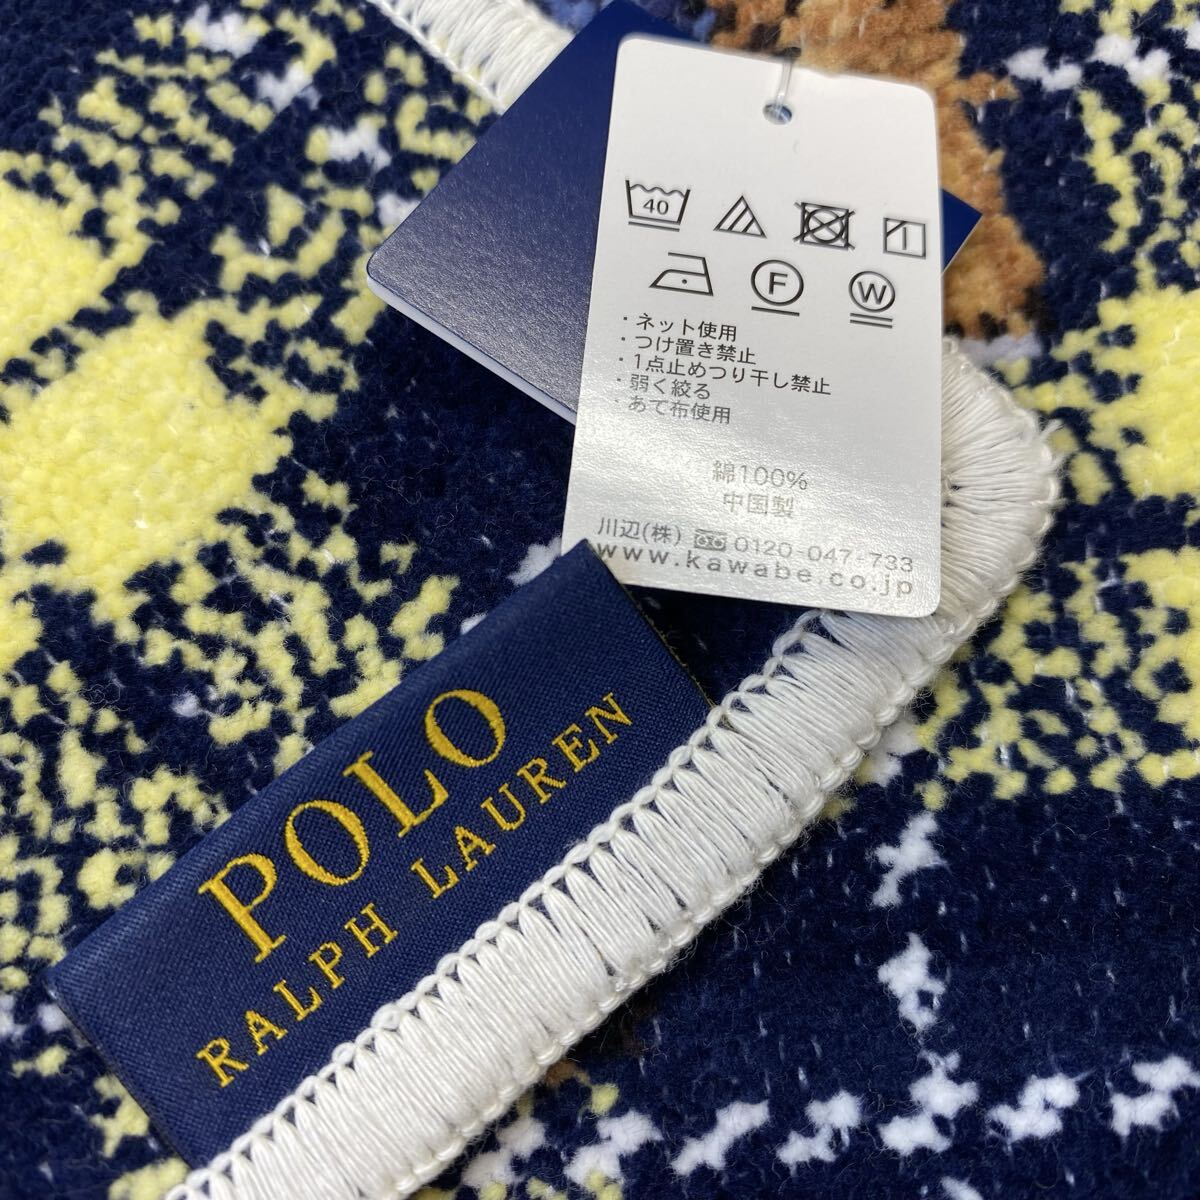 40
F
W
・ネット使用
・つけ置き禁止
・1点止めつり干し禁止
・弱く絞る
・あて布使用
綿100%
中国製
川辺(株) 0120-047-733
www.kawabe.co.jp
POLO
RALPH LAUREN